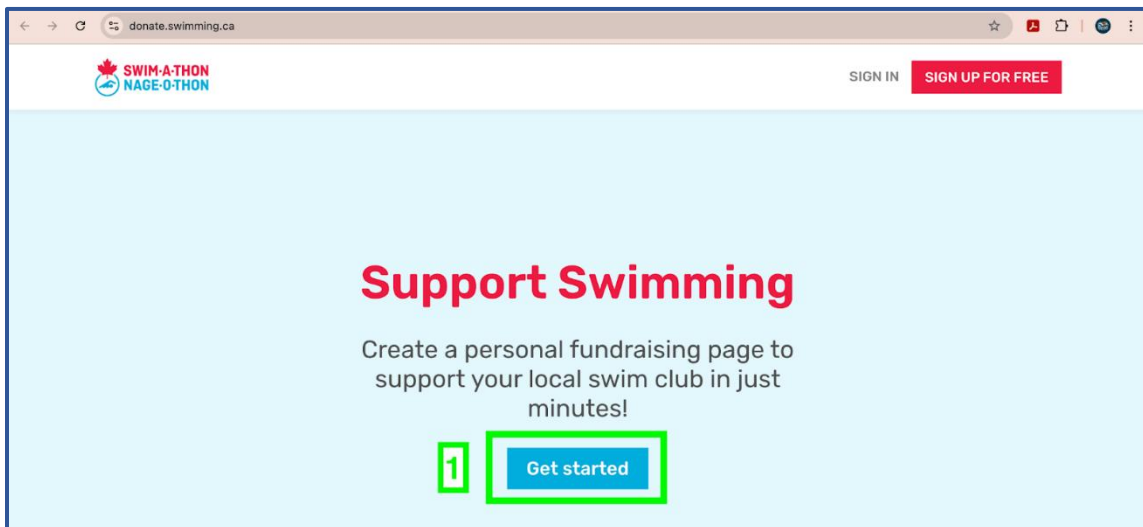 donate.swimming.ca
SWIM-A-THON
NAGE-O-THON
SIGN IN
SIGN UP FOR FREE
Support Swimming
Create a personal fundraising page to
support your local swim club in just
minutes!
1
Get started